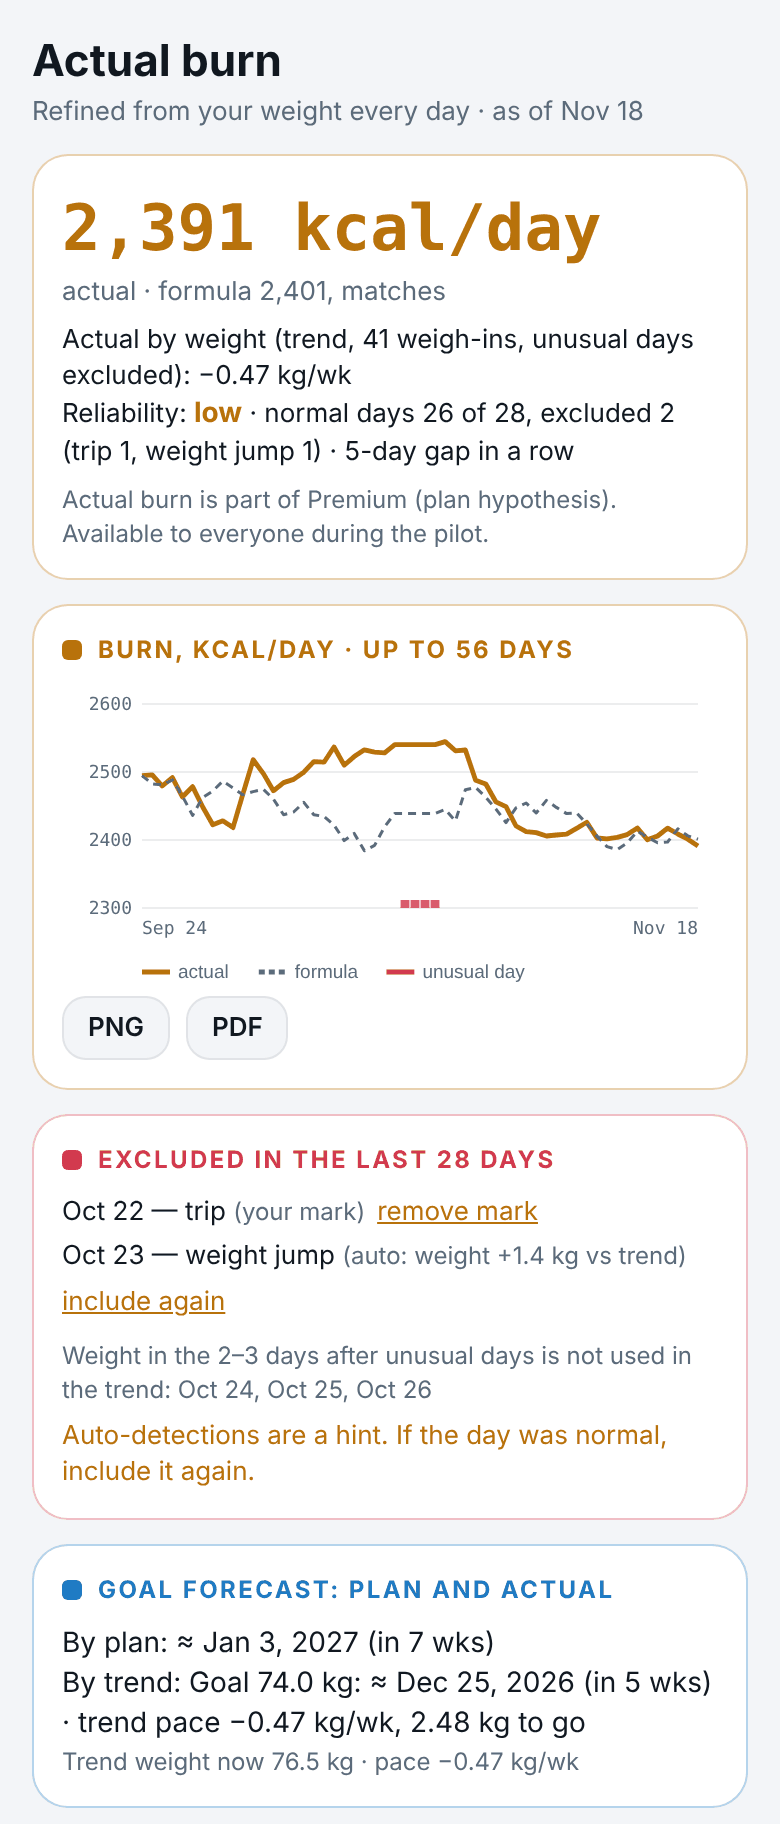 Actual burn
Refined from your weight every day · as of Nov 18
2,391 kcal/day
actual · formula 2,401, matches
Actual by weight (trend, 41 weigh-ins, unusual days
excluded): −0.47 kg/wk
Reliability: low · normal days 26 of 28, excluded 2
(trip 1, weight jump 1) · 5-day gap in a row
Actual burn is part of Premium (plan hypothesis).
Available to everyone during the pilot.
BURN, KCAL/DAY · UP TO 56 DAYS
2600
2500
2400
2300
Sep 24 Nov 18
actual formula unusual day
PNG PDF
EXCLUDED IN THE LAST 28 DAYS
Oct 22 — trip (your mark) remove mark
Oct 23 — weight jump (auto: weight +1.4 kg vs trend)
include again
Weight in the 2–3 days after unusual days is not used in
the trend: Oct 24, Oct 25, Oct 26
Auto-detections are a hint. If the day was normal,
include it again.
GOAL FORECAST: PLAN AND ACTUAL
By plan: ≈ Jan 3, 2027 (in 7 wks)
By trend: Goal 74.0 kg: ≈ Dec 25, 2026 (in 5 wks)
· trend pace −0.47 kg/wk, 2.48 kg to go
Trend weight now 76.5 kg · pace −0.47 kg/wk